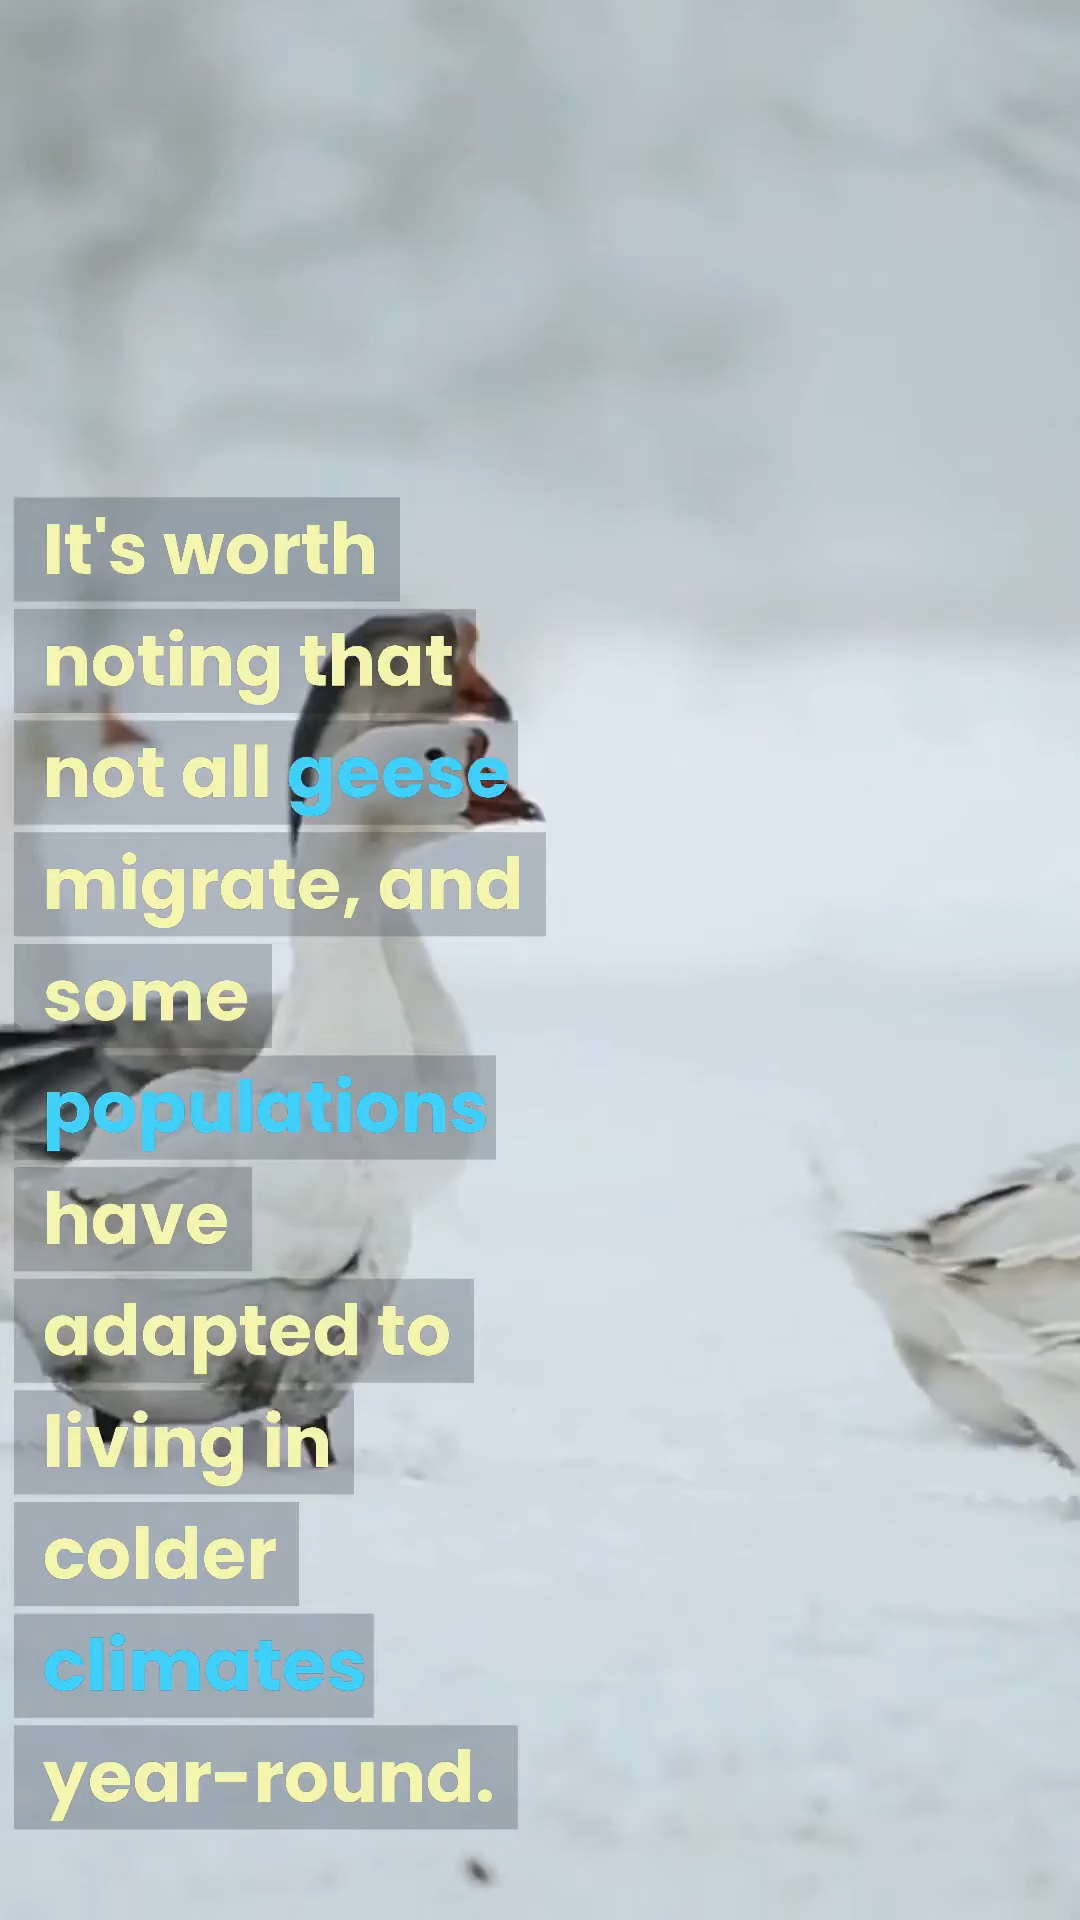 It's worth
noting that
not all geese
migrate, and
some
populations
have
adapted to
living in
colder
climates
year-round.